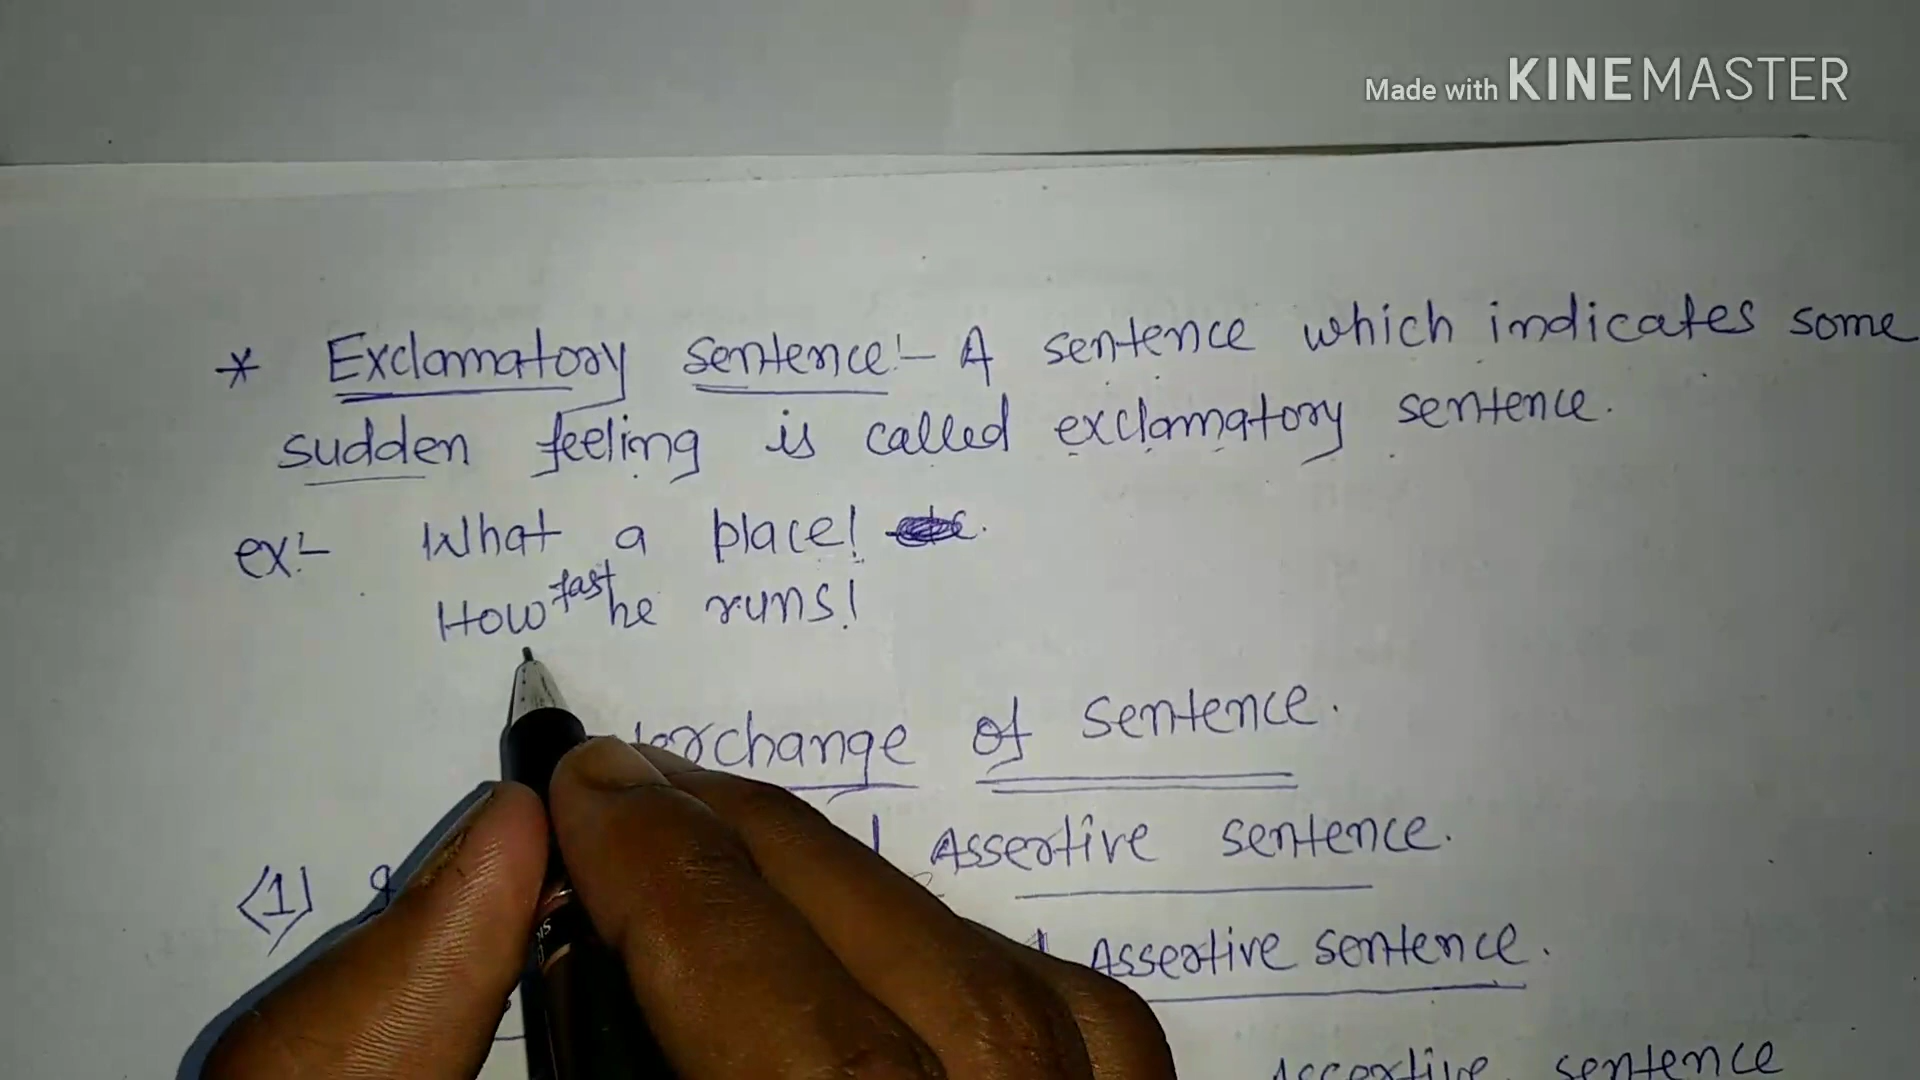 Made with KINEMASTER
* Exclamatory sentence:- A sentence which indicates some
sudden feeling is called exclamatory sentence.
ex:- What a place!
How fast he runs!
of sentence.
<1> Assertive sentence.
Assertive sentence.
Assertive sentence